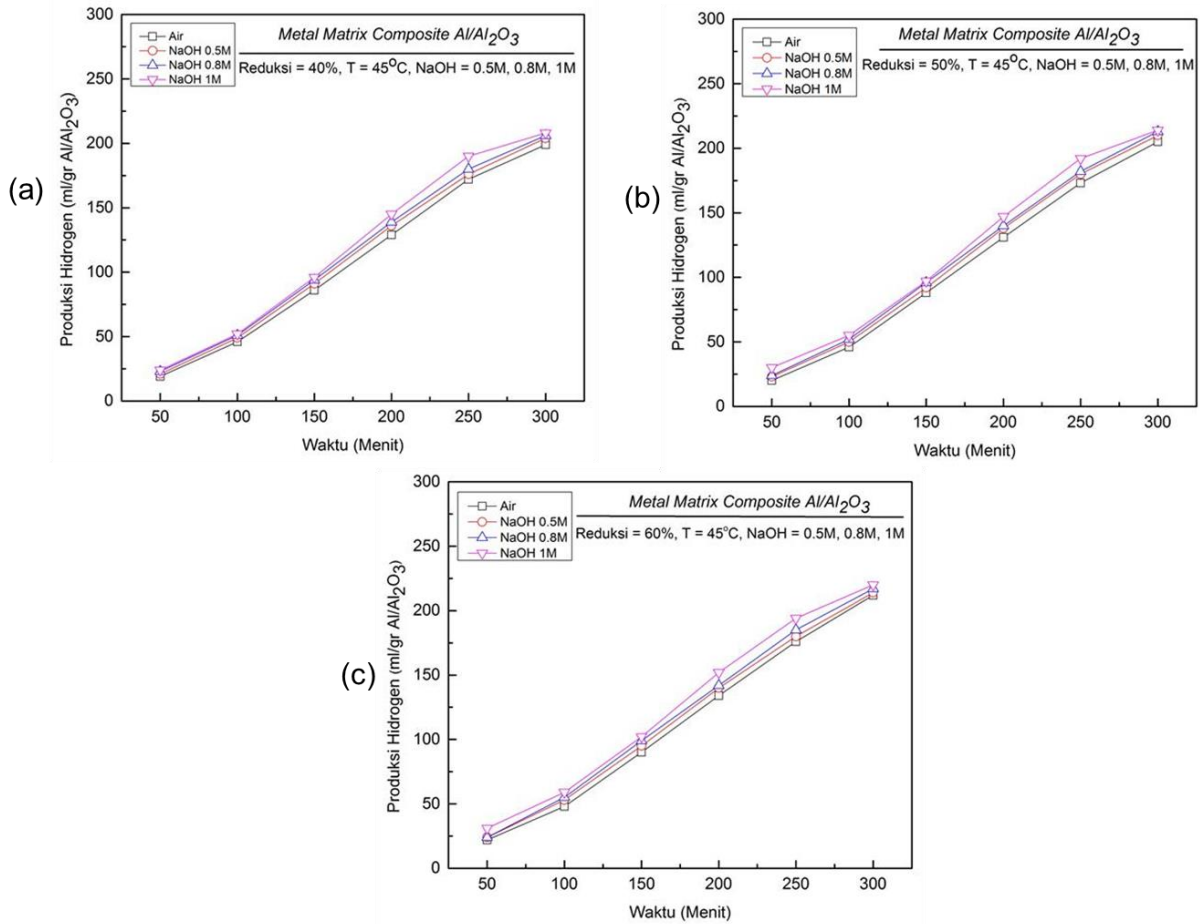 (a)
300
250
200
150
100
50
0
Produksi Hidrogen (ml/gr Al/Al2O3)
Air
NaOH 0.5M
NaOH 0.8M
NaOH 1M
Metal Matrix Composite Al/Al2O3
Reduksi = 40%, T = 45°C, NaOH = 0.5M, 0.8M, 1M
50 100 150 200 250 300
Waktu (Menit)
(b)
300
250
200
150
100
50
0
Produksi Hidrogen (ml/gr Al/Al2O3)
Air
NaOH 0.5M
NaOH 0.8M
NaOH 1M
Metal Matrix Composite Al/Al2O3
Reduksi = 50%, T = 45°C, NaOH = 0.5M, 0.8M, 1M
50 100 150 200 250 300
Waktu (Menit)
(c)
300
250
200
150
100
50
0
Produksi Hidrogen (ml/gr Al/Al2O3)
Air
NaOH 0.5M
NaOH 0.8M
NaOH 1M
Metal Matrix Composite Al/Al2O3
Reduksi = 60%, T = 45°C, NaOH = 0.5M, 0.8M, 1M
50 100 150 200 250 300
Waktu (Menit)